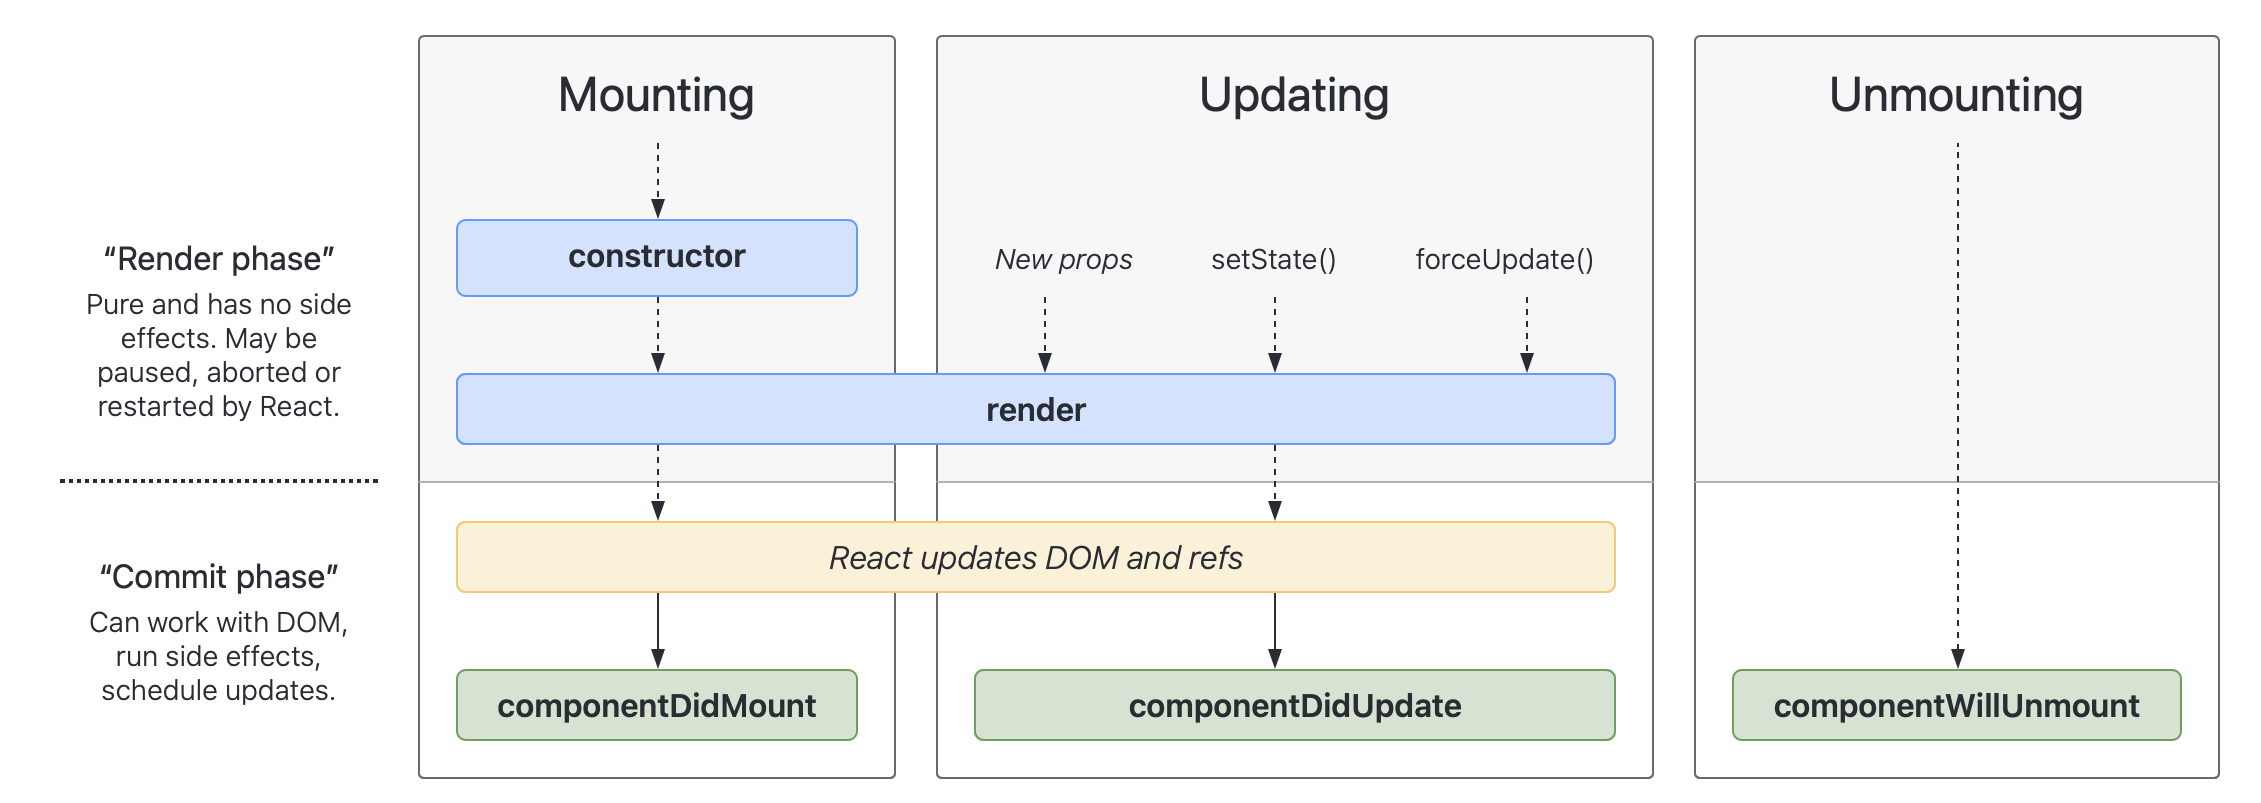 Mounting
Updating
Unmounting
“Render phase”
Pure and has no side
effects. May be
paused, aborted or
restarted by React.
constructor
New props
setState()
forceUpdate()
render
“Commit phase”
Can work with DOM,
run side effects,
schedule updates.
React updates DOM and refs
componentDidMount
componentDidUpdate
componentWillUnmount